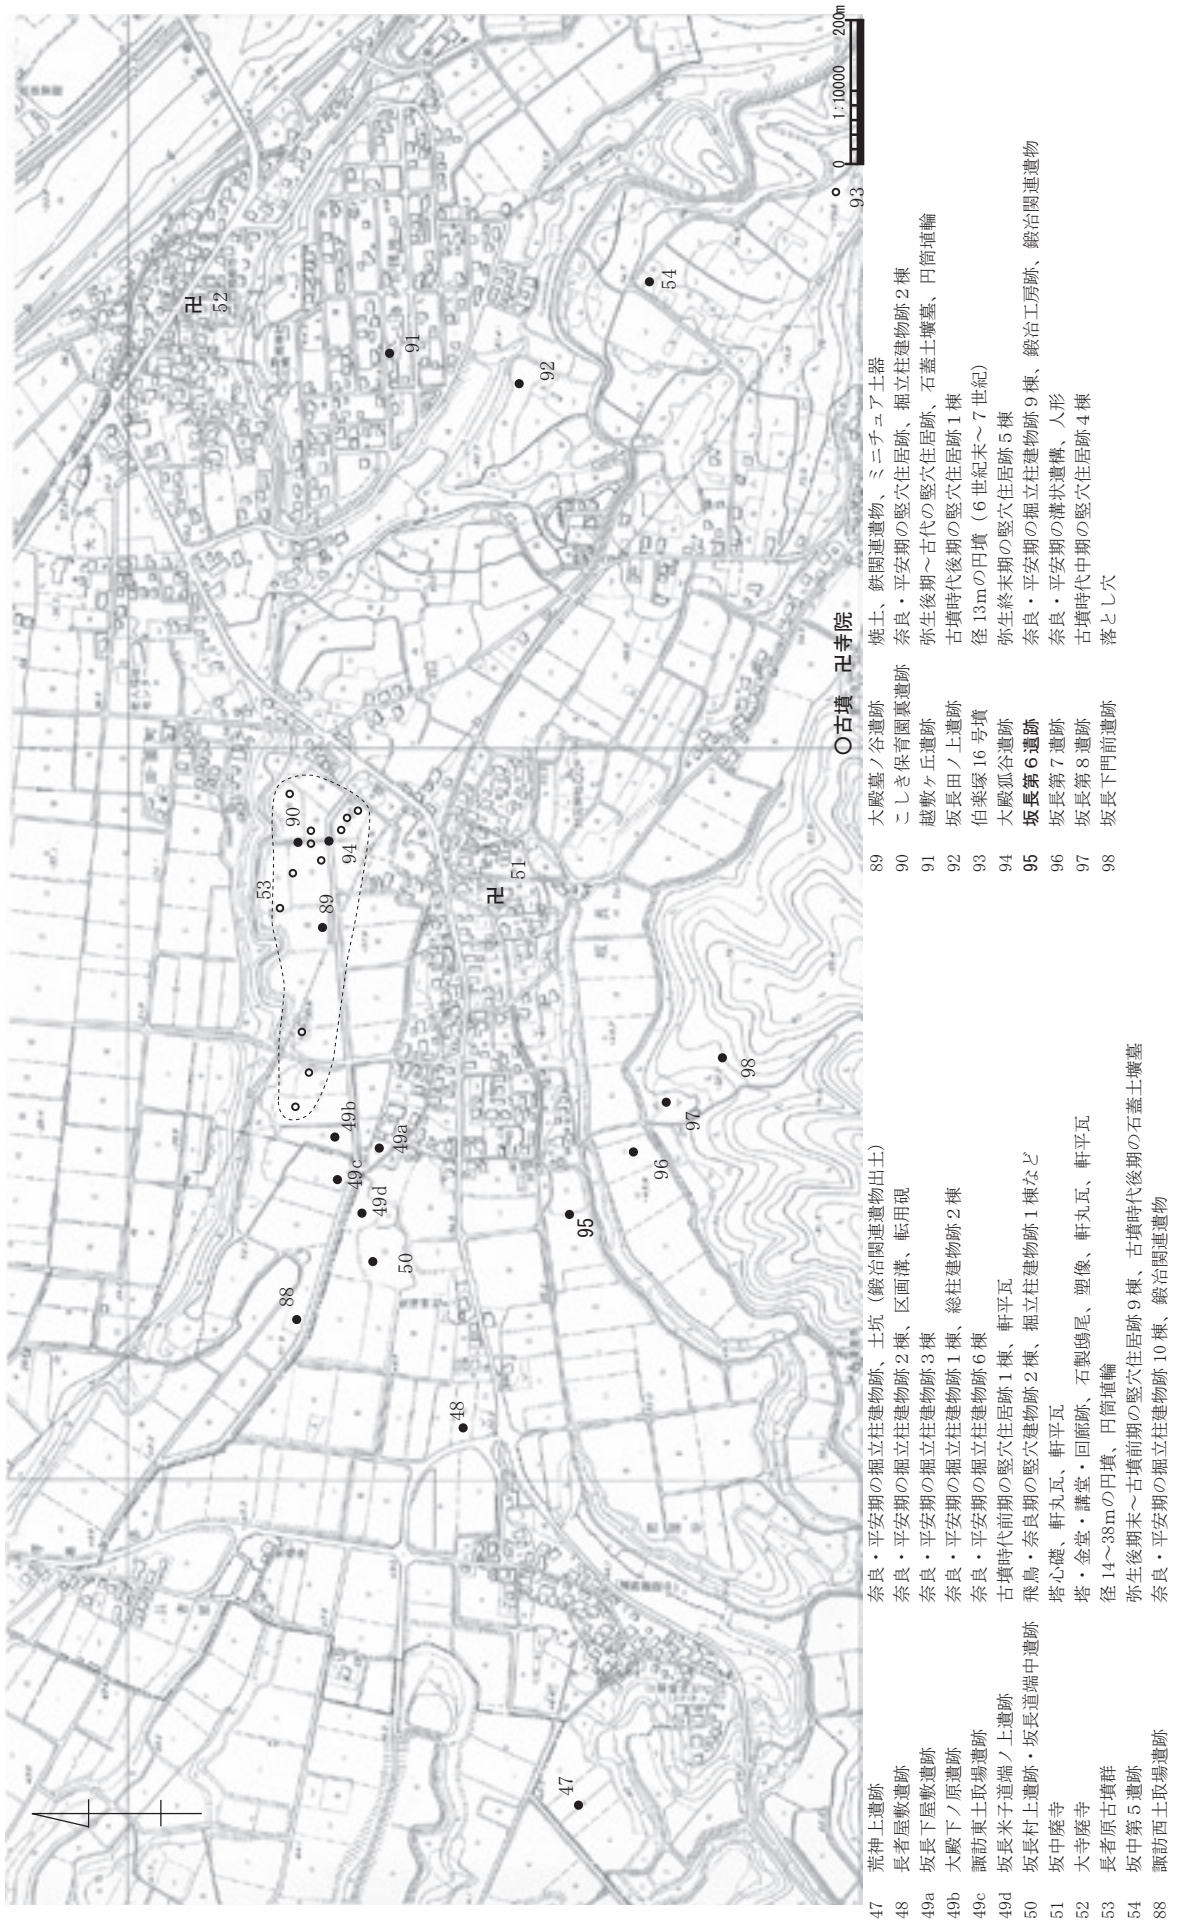 卍
52
91
92
54
93
90
53
94
89
卍
51
49b
49a
49c
49d
50
88
48
95
96
97
98
47
○古墳 卍寺院
0 1:10000 200m
47 荒神上遺跡 奈良・平安期の掘立柱建物跡、土坑（鍛冶関連遺物出土）
48 長者屋敷遺跡 奈良・平安期の掘立柱建物跡２棟、区画溝、転用硯
49a 坂長下屋敷遺跡 奈良・平安期の掘立柱建物跡３棟
49b 大殿下ノ原遺跡 奈良・平安期の掘立柱建物跡１棟、総柱建物跡２棟
49c 諏訪東土取場遺跡 奈良・平安期の掘立柱建物跡６棟
49d 坂長米子道端ノ上遺跡 古墳時代前期の竪穴住居跡１棟、軒平瓦
50 坂長村上遺跡・坂長道端中遺跡 飛鳥・奈良期の竪穴建物跡２棟、掘立柱建物跡１棟など
51 坂中廃寺 塔心礎、軒丸瓦、軒平瓦
52 大寺廃寺 塔・金堂・講堂・回廊跡、石製鴟尾、塑像、軒丸瓦、軒平瓦
53 長者原古墳群 径14～38mの円墳、円筒埴輪
54 坂中第５遺跡 弥生後期末～古墳前期の竪穴住居跡９棟、古墳時代後期の石蓋土壙墓
88 諏訪西土取場遺跡 奈良・平安期の掘立柱建物跡10棟、鍛冶関連遺物
89 大殿墓ノ谷遺跡 焼土、鉄関連遺物、ミニチュア土器
90 こしき保育園裏遺跡 奈良・平安期の竪穴住居跡、掘立柱建物跡２棟
91 越敷ヶ丘遺跡 弥生後期～古代の竪穴住居跡、石蓋土壙墓、円筒埴輪
92 坂長田ノ上遺跡 古墳時代後期の竪穴住居跡１棟
93 伯楽塚16号墳 径13mの円墳（６世紀末～７世紀）
94 大殿狐谷遺跡 弥生終末期の竪穴住居跡５棟
95 坂長第６遺跡 奈良・平安期の掘立柱建物跡９棟、鍛冶工房跡、鍛冶関連遺物
96 坂長第７遺跡 奈良・平安期の溝状遺構、人形
97 坂長第８遺跡 古墳時代中期の竪穴住居跡４棟
98 坂長下門前遺跡 落とし穴